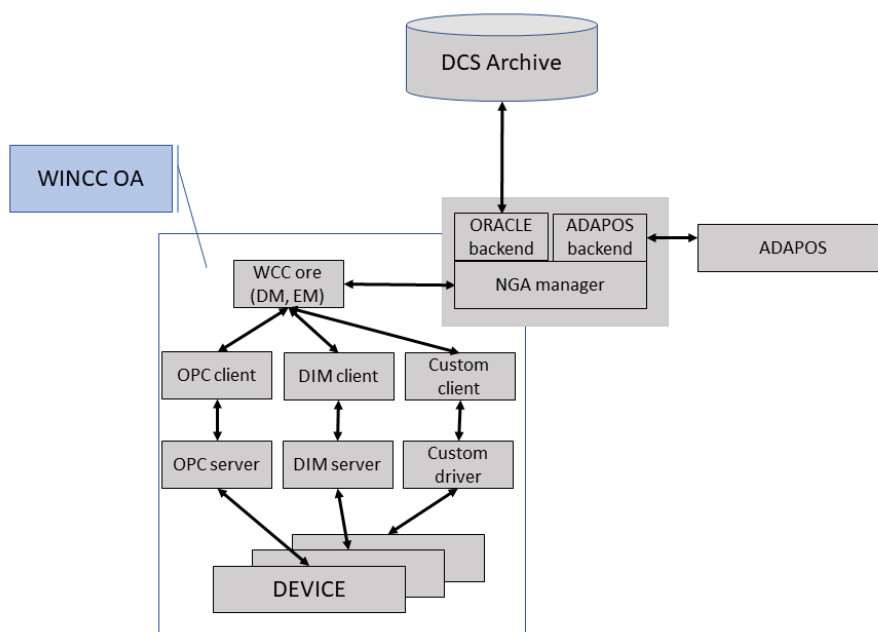 DCS Archive
WINCC OA
ORACLE
backend
ADAPOS
backend
ADAPOS
NGA manager
WCC ore
(DM, EM)
OPC client
DIM client
Custom
client
OPC server
DIM server
Custom
driver
DEVICE